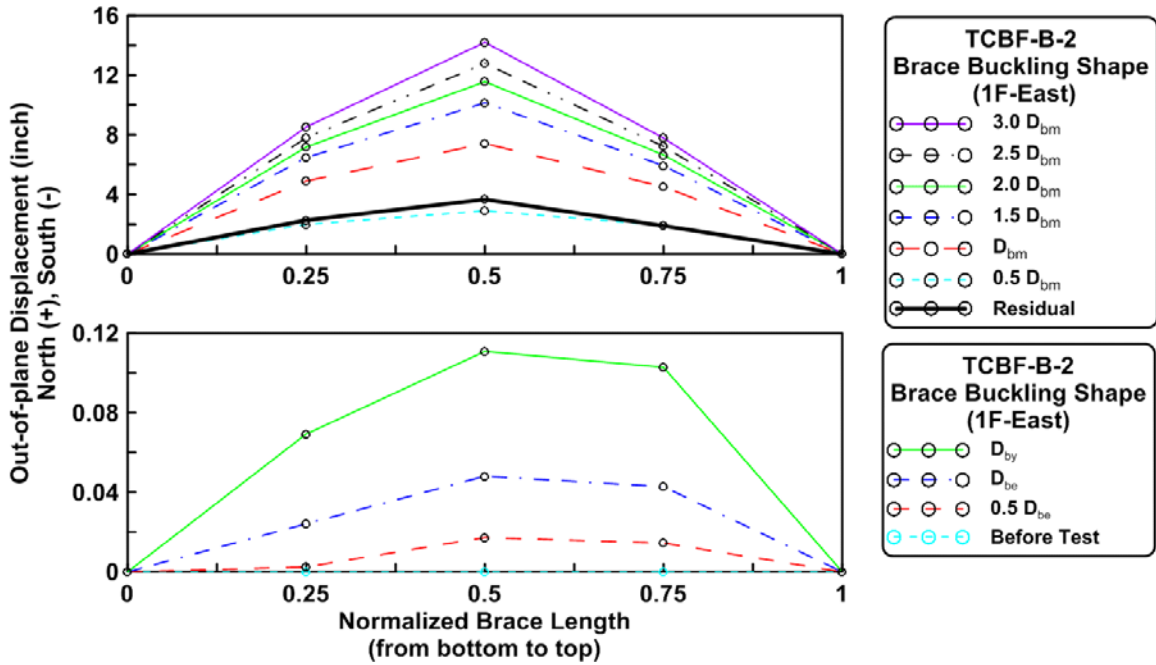 Out-of-plane Displacement (inch)
North (+), South (-)
16
12
8
4
0
0
0.25
0.5
0.75
1
0.12
0.08
0.04
0
0
0.25
0.5
0.75
1
Normalized Brace Length
(from bottom to top)
TCBF-B-2
Brace Buckling Shape
(1F-East)
3.0 Dbm
2.5 Dbm
2.0 Dbm
1.5 Dbm
Dbm
0.5 Dbm
Residual
TCBF-B-2
Brace Buckling Shape
(1F-East)
Dby
Dbe
0.5 Dbe
Before Test